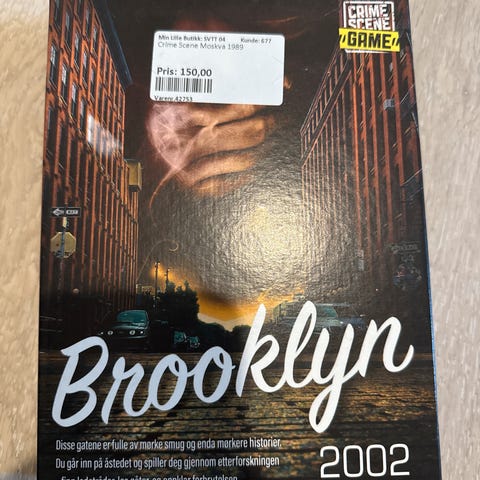 CRIME
SCENE
"GAME"
Min Lille Butikk: SVTT 04 Kunde: 677
Crime Scene Moskva 1989
Pris: 150,00
Varenr.42753
Brooklyn
Disse gatene er fulle av mørke smug og enda mørkere historier.
Du går inn på åstedet og spiller deg gjennom etterforskningen
2002